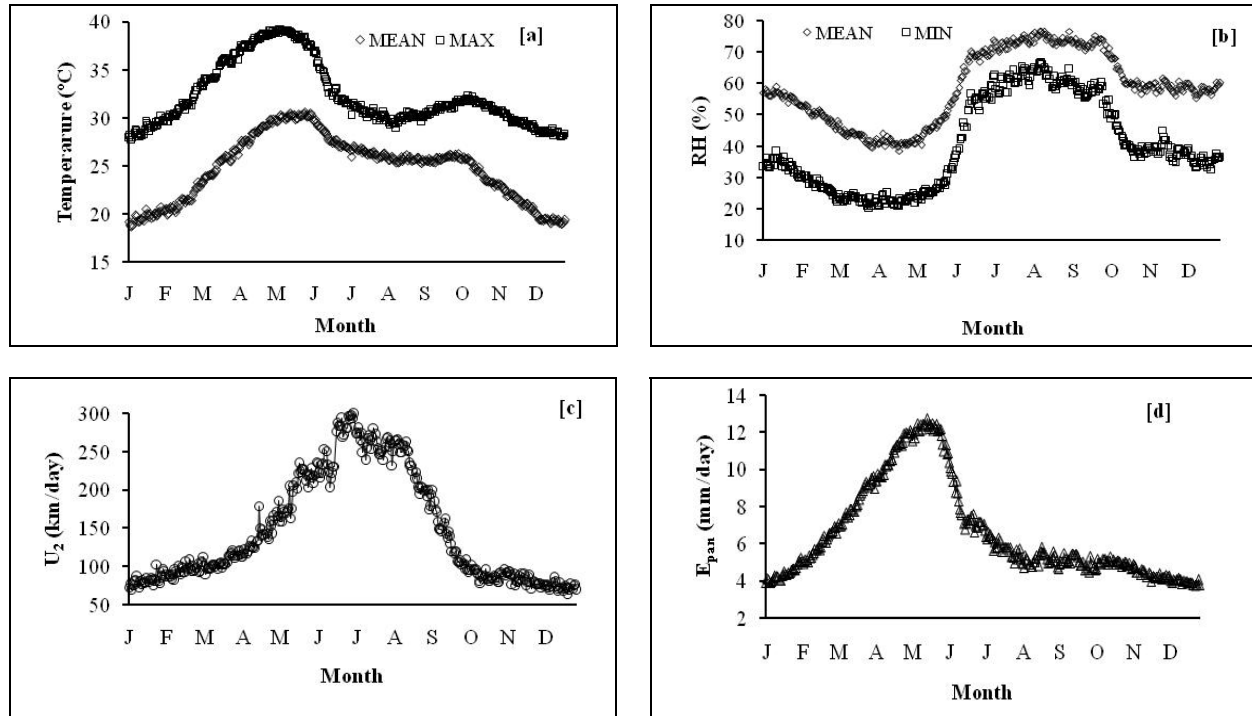 [a]
MEAN MAX
Temperarure (ºC)
40
35
30
25
20
15
J F M A M J J A S O N D
Month
[b]
MEAN MIN
RH (%)
80
70
60
50
40
30
20
10
J F M A M J J A S O N D
Month
[c]
U2 (km/day)
300
250
200
150
100
50
J F M A M J J A S O N D
Month
[d]
Epan (mm/day)
14
12
10
8
6
4
2
J F M A M J J A S O N D
Month